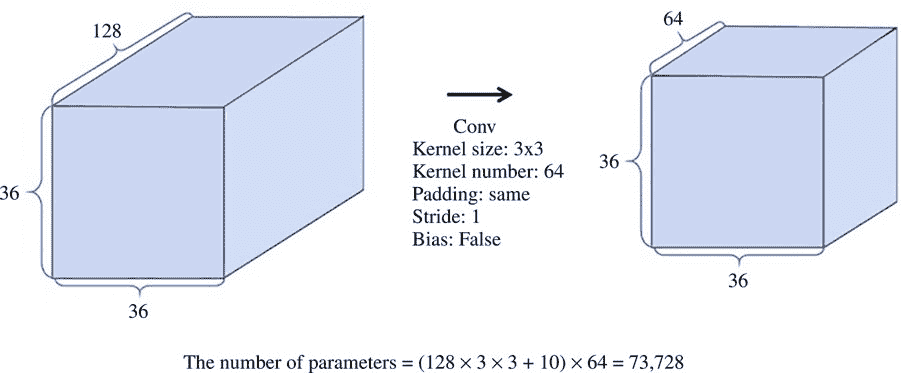 128
36
36
Conv
Kernel size: 3x3
Kernel number: 64
Padding: same
Stride: 1
Bias: False
64
36
36
The number of parameters = (128 × 3 × 3 + 10) × 64 = 73,728